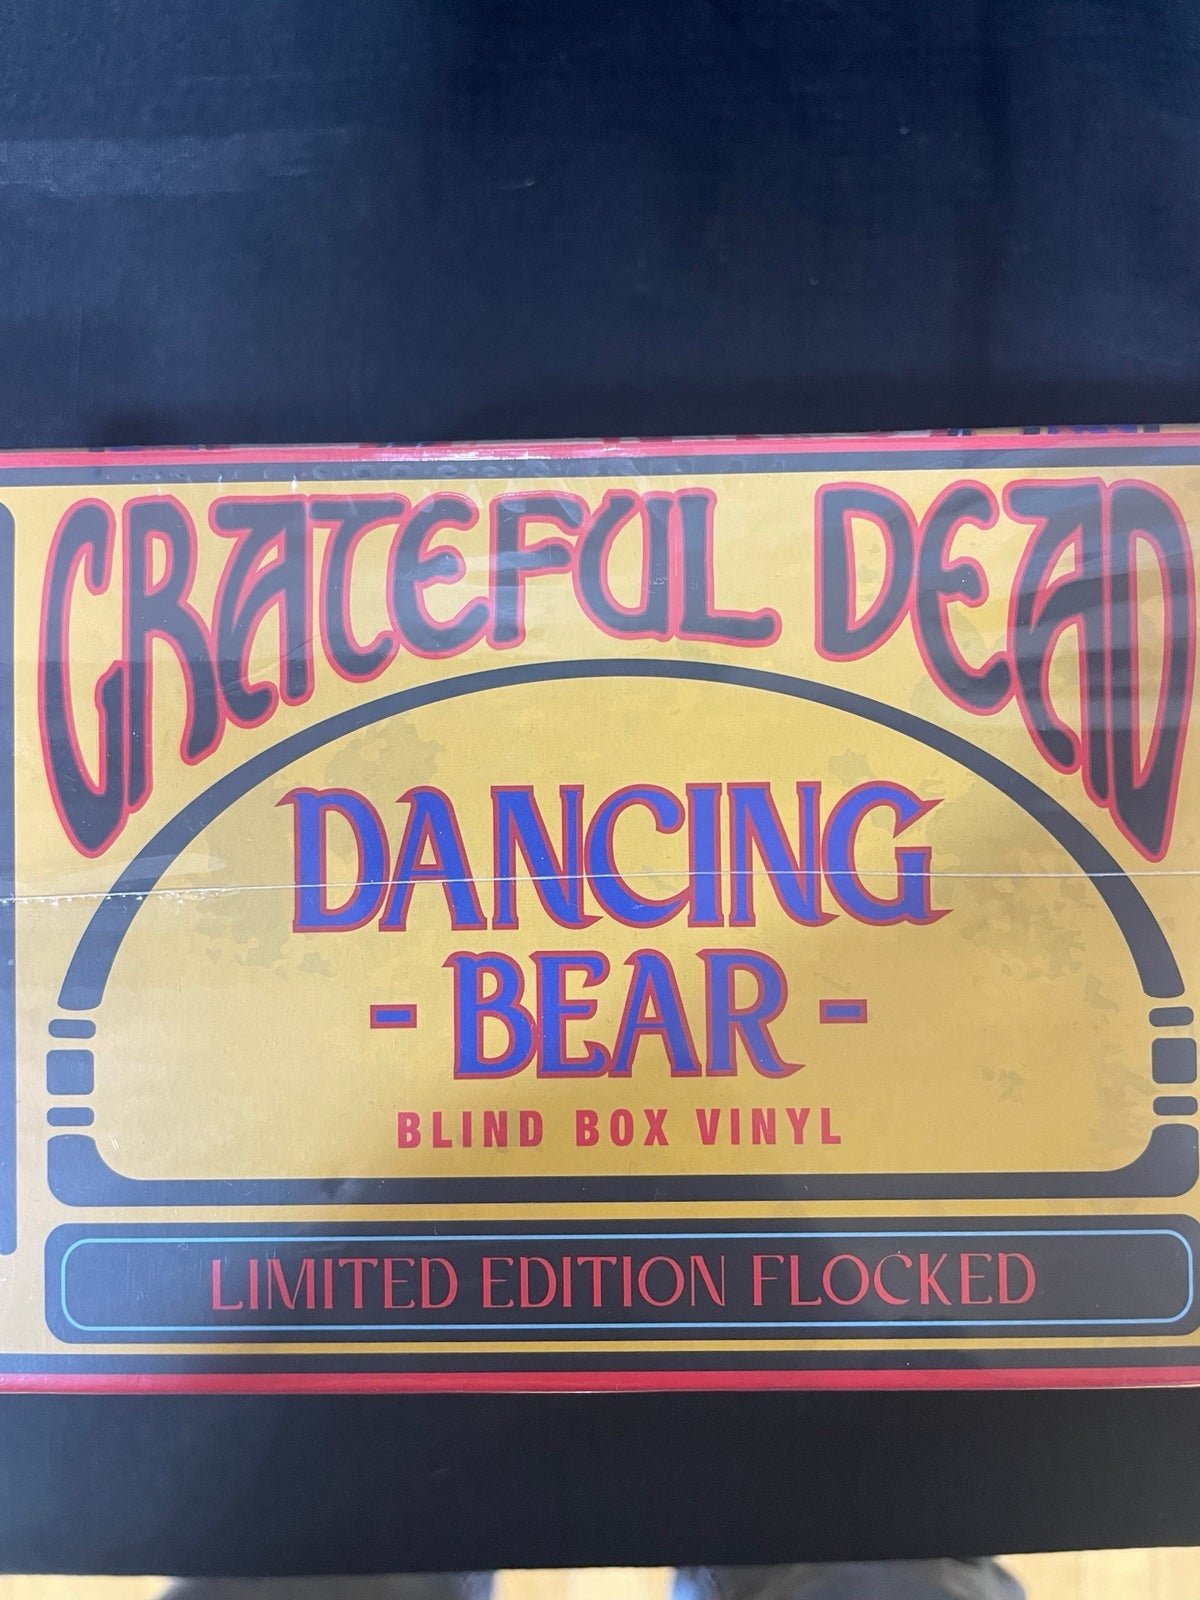 GRATEFUL DEAD
DANCING
- BEAR -
BLIND BOX VINYL
LIMITED EDITION FLOCKED